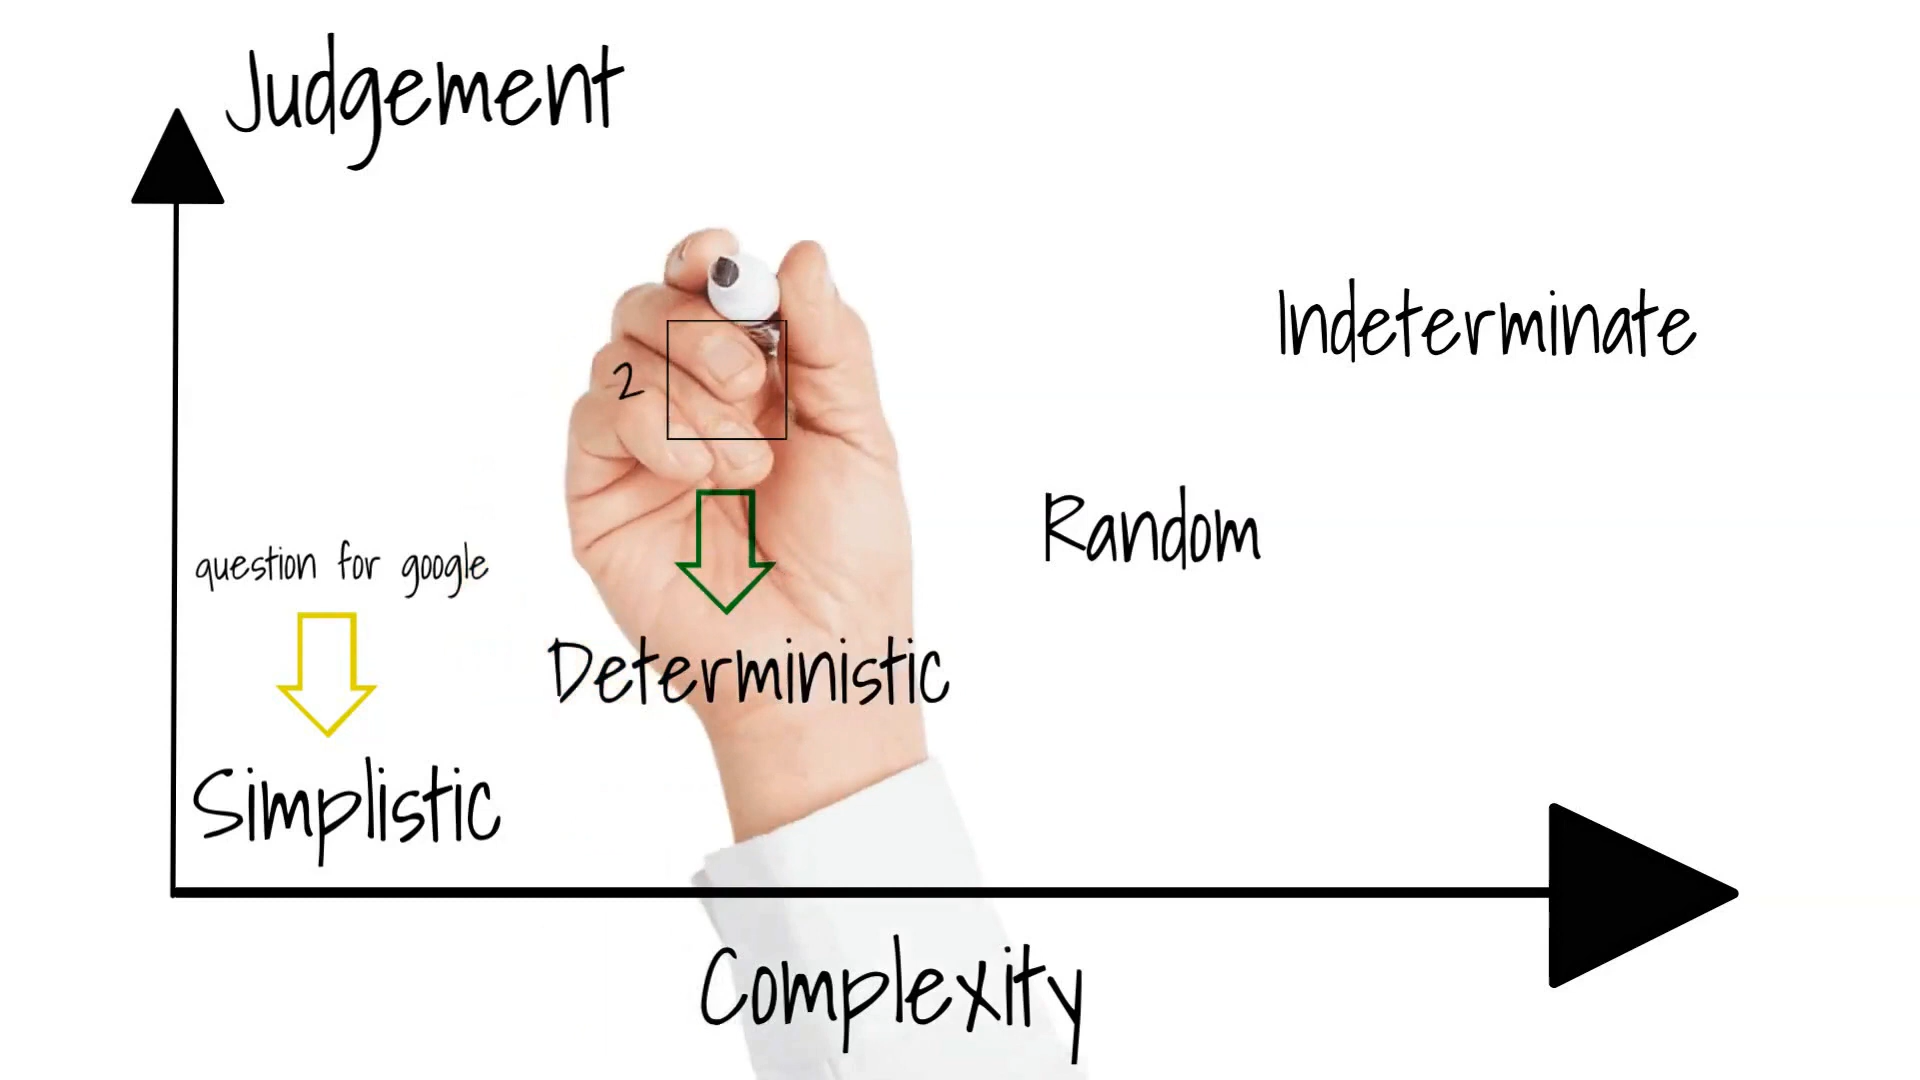 Judgement
Indeterminate
2
Random
question for google
Deterministic
Simplistic
Complexity